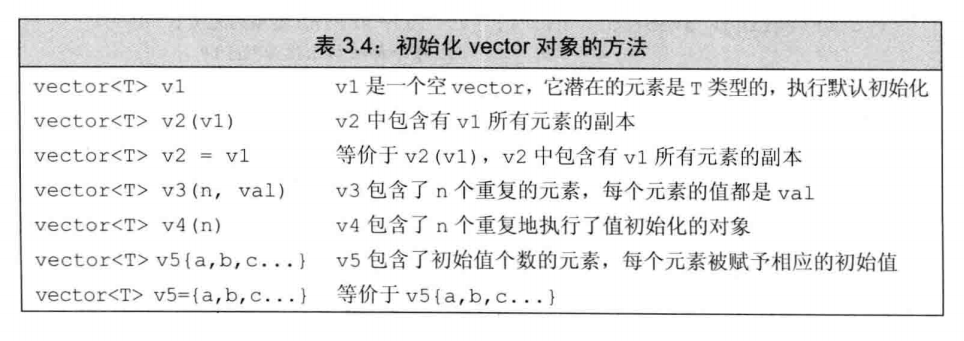 表 3.4：初始化 vector 对象的方法
vector<T> v1 v1 是一个空 vector，它潜在的元素是 T 类型的，执行默认初始化
vector<T> v2(v1) v2 中包含有 v1 所有元素的副本
vector<T> v2 = v1 等价于 v2(v1)，v2 中包含有 v1 所有元素的副本
vector<T> v3(n, val) v3 包含了 n 个重复的元素，每个元素的值都是 val
vector<T> v4(n) v4 包含了 n 个重复地执行了值初始化的对象
vector<T> v5{a,b,c...} v5 包含了初始值个数的元素，每个元素被赋予相应的初始值
vector<T> v5={a,b,c...} 等价于 v5{a,b,c...}